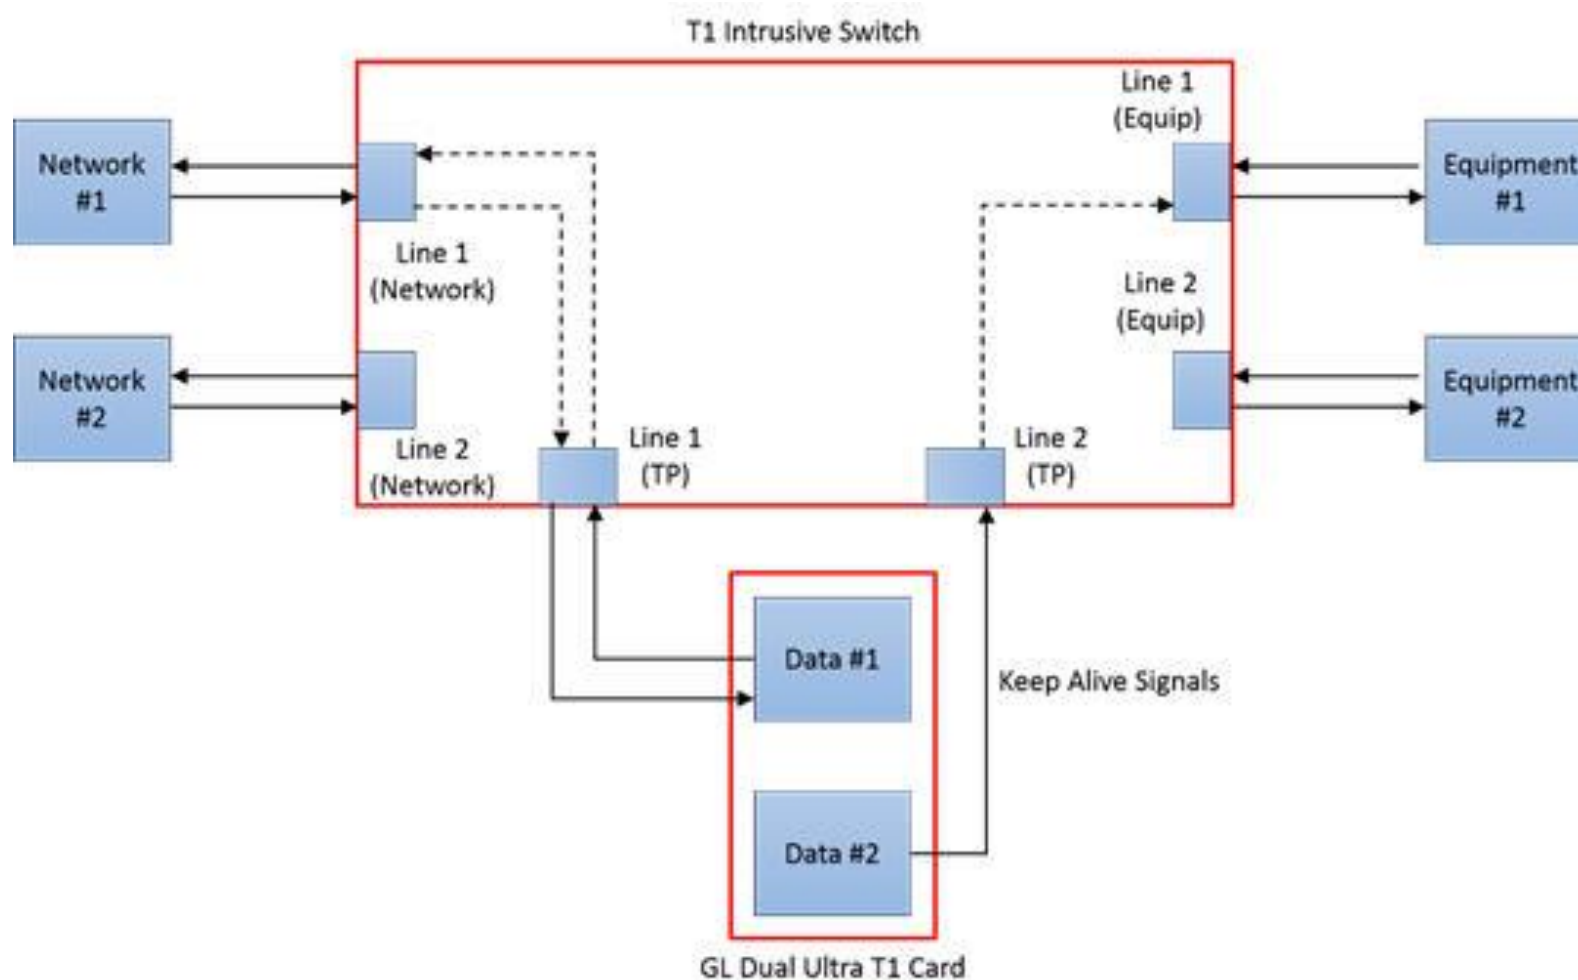 T1 Intrusive Switch
Line 1
(Equip)
Network
#1
Equipment
#1
Line 1
(Network)
Line 2
(Equip)
Network
#2
Equipment
#2
Line 2
(Network)
Line 1
(TP)
Line 2
(TP)
Data #1
Keep Alive Signals
Data #2
GL Dual Ultra T1 Card